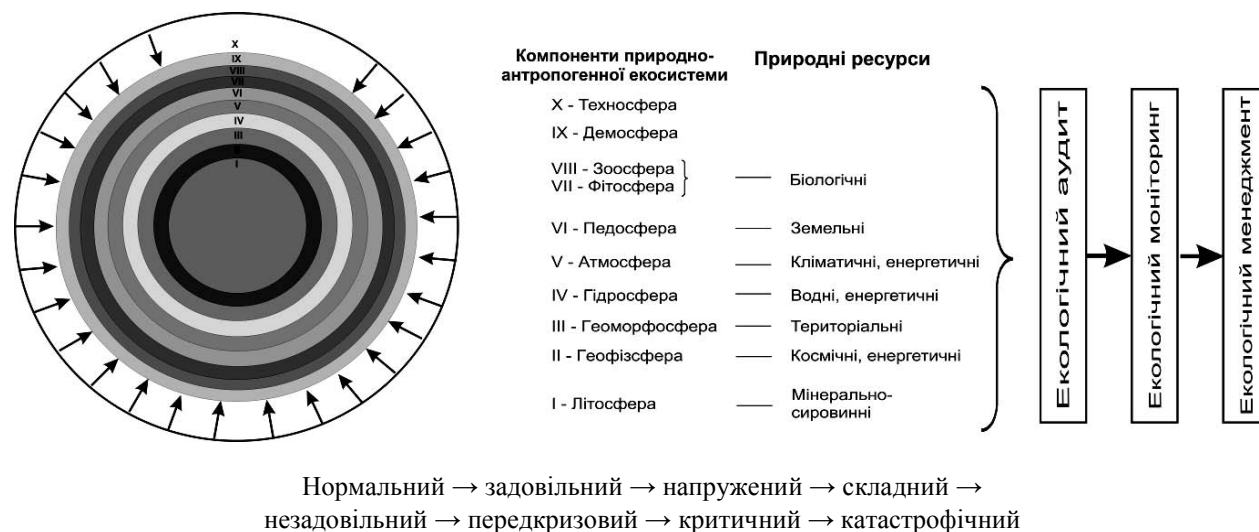 X
IX
VIII
VII
VI
V
IV
III
II
I
Компоненти природно-
антропогенної екосистеми
Природні ресурси
X - Техносфера
IX - Демосфера
VIII - Зоосфера
VII - Фітосфера
Біологічні
VI - Педосфера
Земельні
V - Атмосфера
Кліматичні, енергетичні
IV - Гідросфера
Водні, енергетичні
III - Геоморфосфера
Територіальні
II - Геофізсфера
Космічні, енергетичні
I - Літосфера
Мінерально-
сировинні
Екологічний аудит
Екологічний моніторинг
Екологічний менеджмент
Нормальний → задовільний → напружений → складний →
незадовільний → передкризовий → критичний → катастрофічний